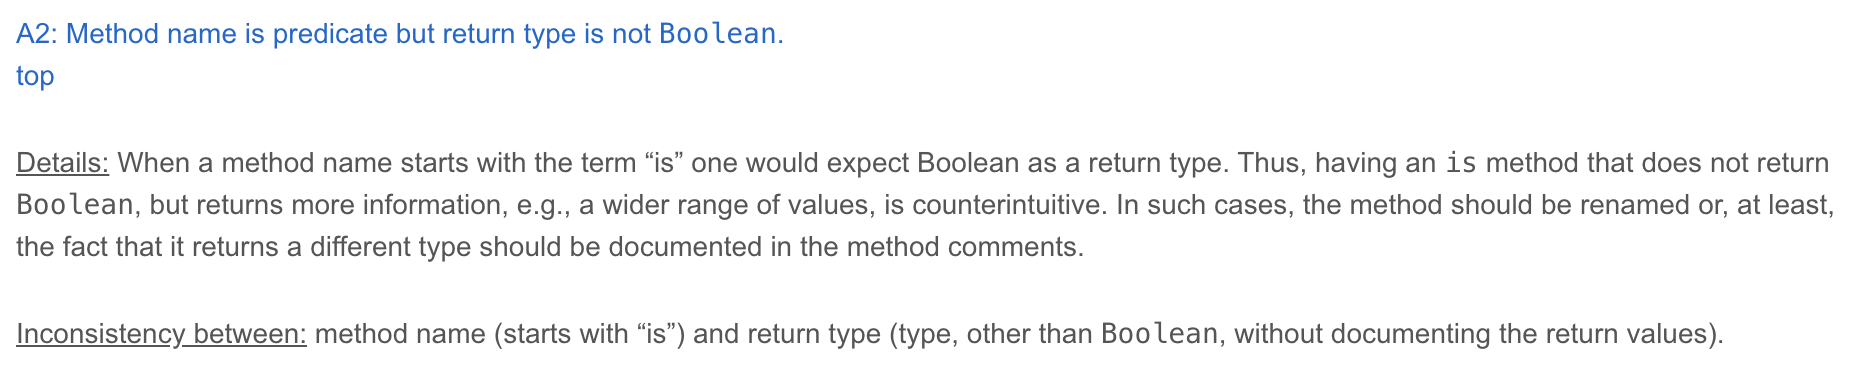 A2: Method name is predicate but return type is not Boolean.
top
Details: When a method name starts with the term “is” one would expect Boolean as a return type. Thus, having an is method that does not return
Boolean, but returns more information, e.g., a wider range of values, is counterintuitive. In such cases, the method should be renamed or, at least,
the fact that it returns a different type should be documented in the method comments.
Inconsistency between: method name (starts with “is”) and return type (type, other than Boolean, without documenting the return values).